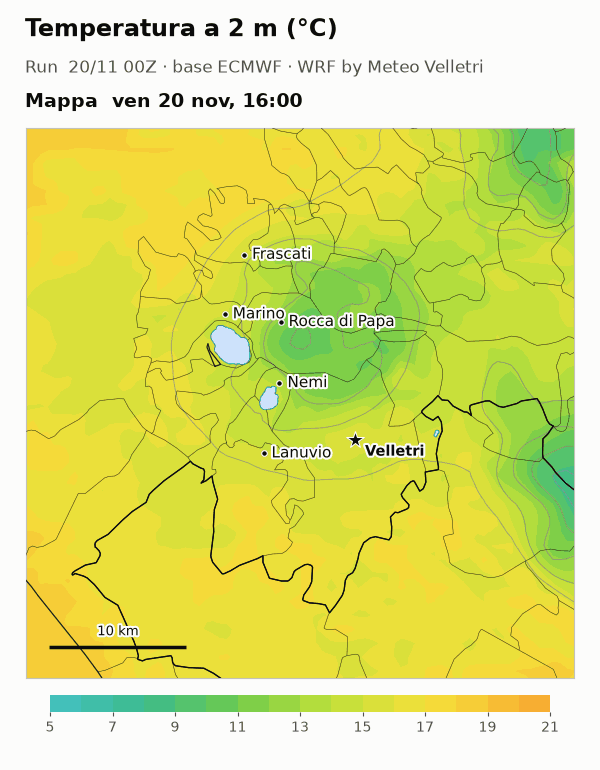 Temperatura a 2 m (°C)
Run  20/11 00Z · base ECMWF · WRF by Meteo Velletri
Mappa  ven 20 nov, 16:00
Frascati
Marino
Rocca di Papa
Nemi
Velletri
Lanuvio
10 km
5 7 9 11 13 15 17 19 21